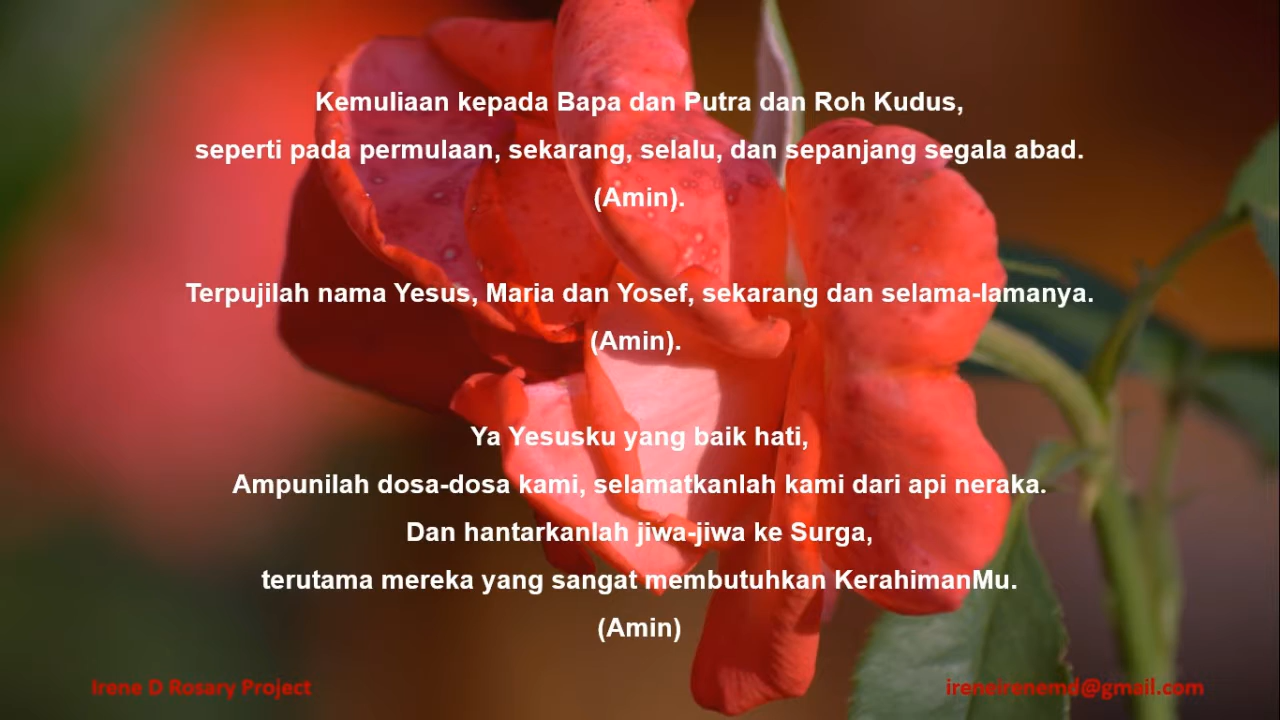 Kemuliaan kepada Bapa dan Putra dan Roh Kudus,
seperti pada permulaan, sekarang, selalu, dan sepanjang segala abad.
(Amin).
Terpujilah nama Yesus, Maria dan Yosef, sekarang dan selama-lamanya.
(Amin).
Ya Yesusku yang baik hati,
Ampunilah dosa-dosa kami, selamatkanlah kami dari api neraka.
Dan hantarkanlah jiwa-jiwa ke Surga,
terutama mereka yang sangat membutuhkan KerahimanMu.
(Amin)
Irene D Rosary Project
ireneirenemd@gmail.com